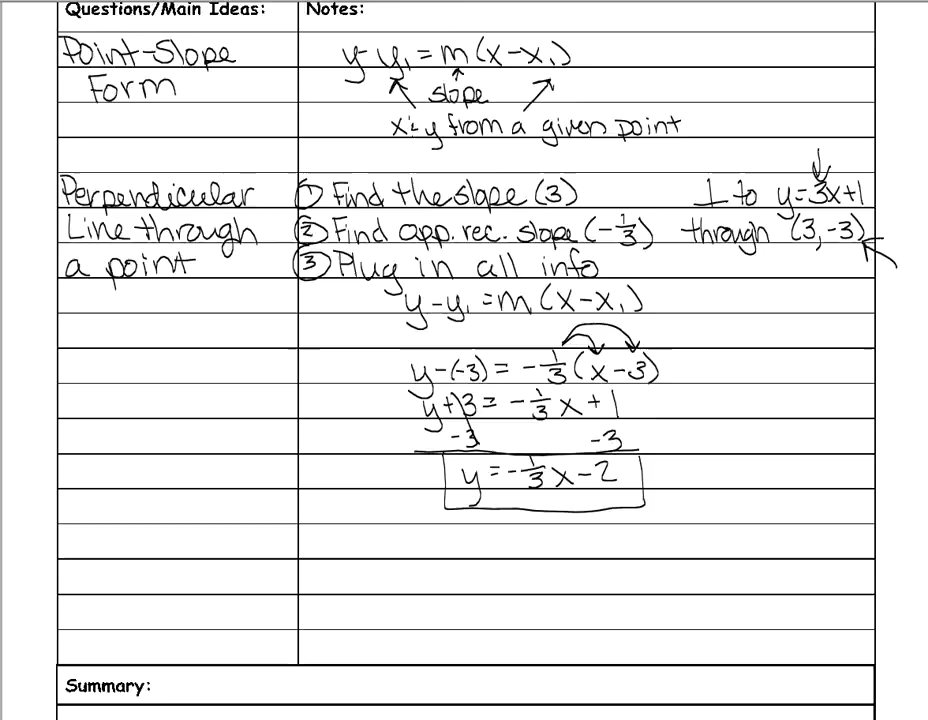 Questions/Main Ideas:
Notes:
Point-Slope
Form
y-y₁=m(x-x₁)
slope
x & y from a given point
Perpendicular
Line through
a point
① Find the slope (3)
② Find opp. rec. slope (-1/3)
③ Plug in all info
⊥ to y=3x+1
through (3,-3)
y-y₁=m(x-x₁)
y-(-3)=-1/3(x-3)
y+3=-1/3x+1
-3 -3
y=-1/3x-2
Summary: